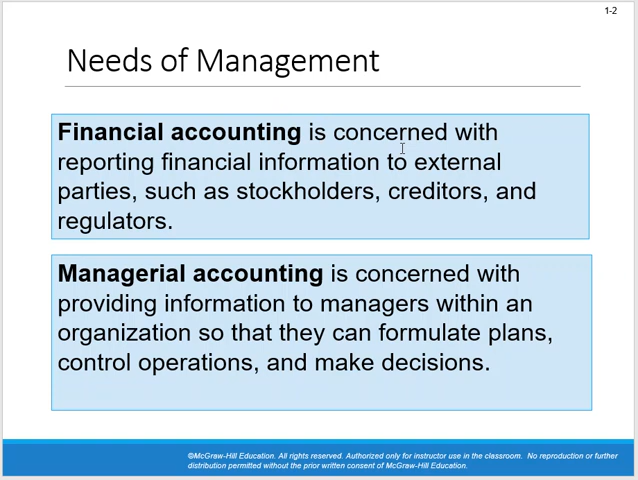 1-2
Needs of Management
Financial accounting is concerned with
reporting financial information to external
parties, such as stockholders, creditors, and
regulators.
Managerial accounting is concerned with
providing information to managers within an
organization so that they can formulate plans,
control operations, and make decisions.
©McGraw-Hill Education. All rights reserved. Authorized only for instructor use in the classroom.  No reproduction or further
distribution permitted without the prior written consent of McGraw-Hill Education.